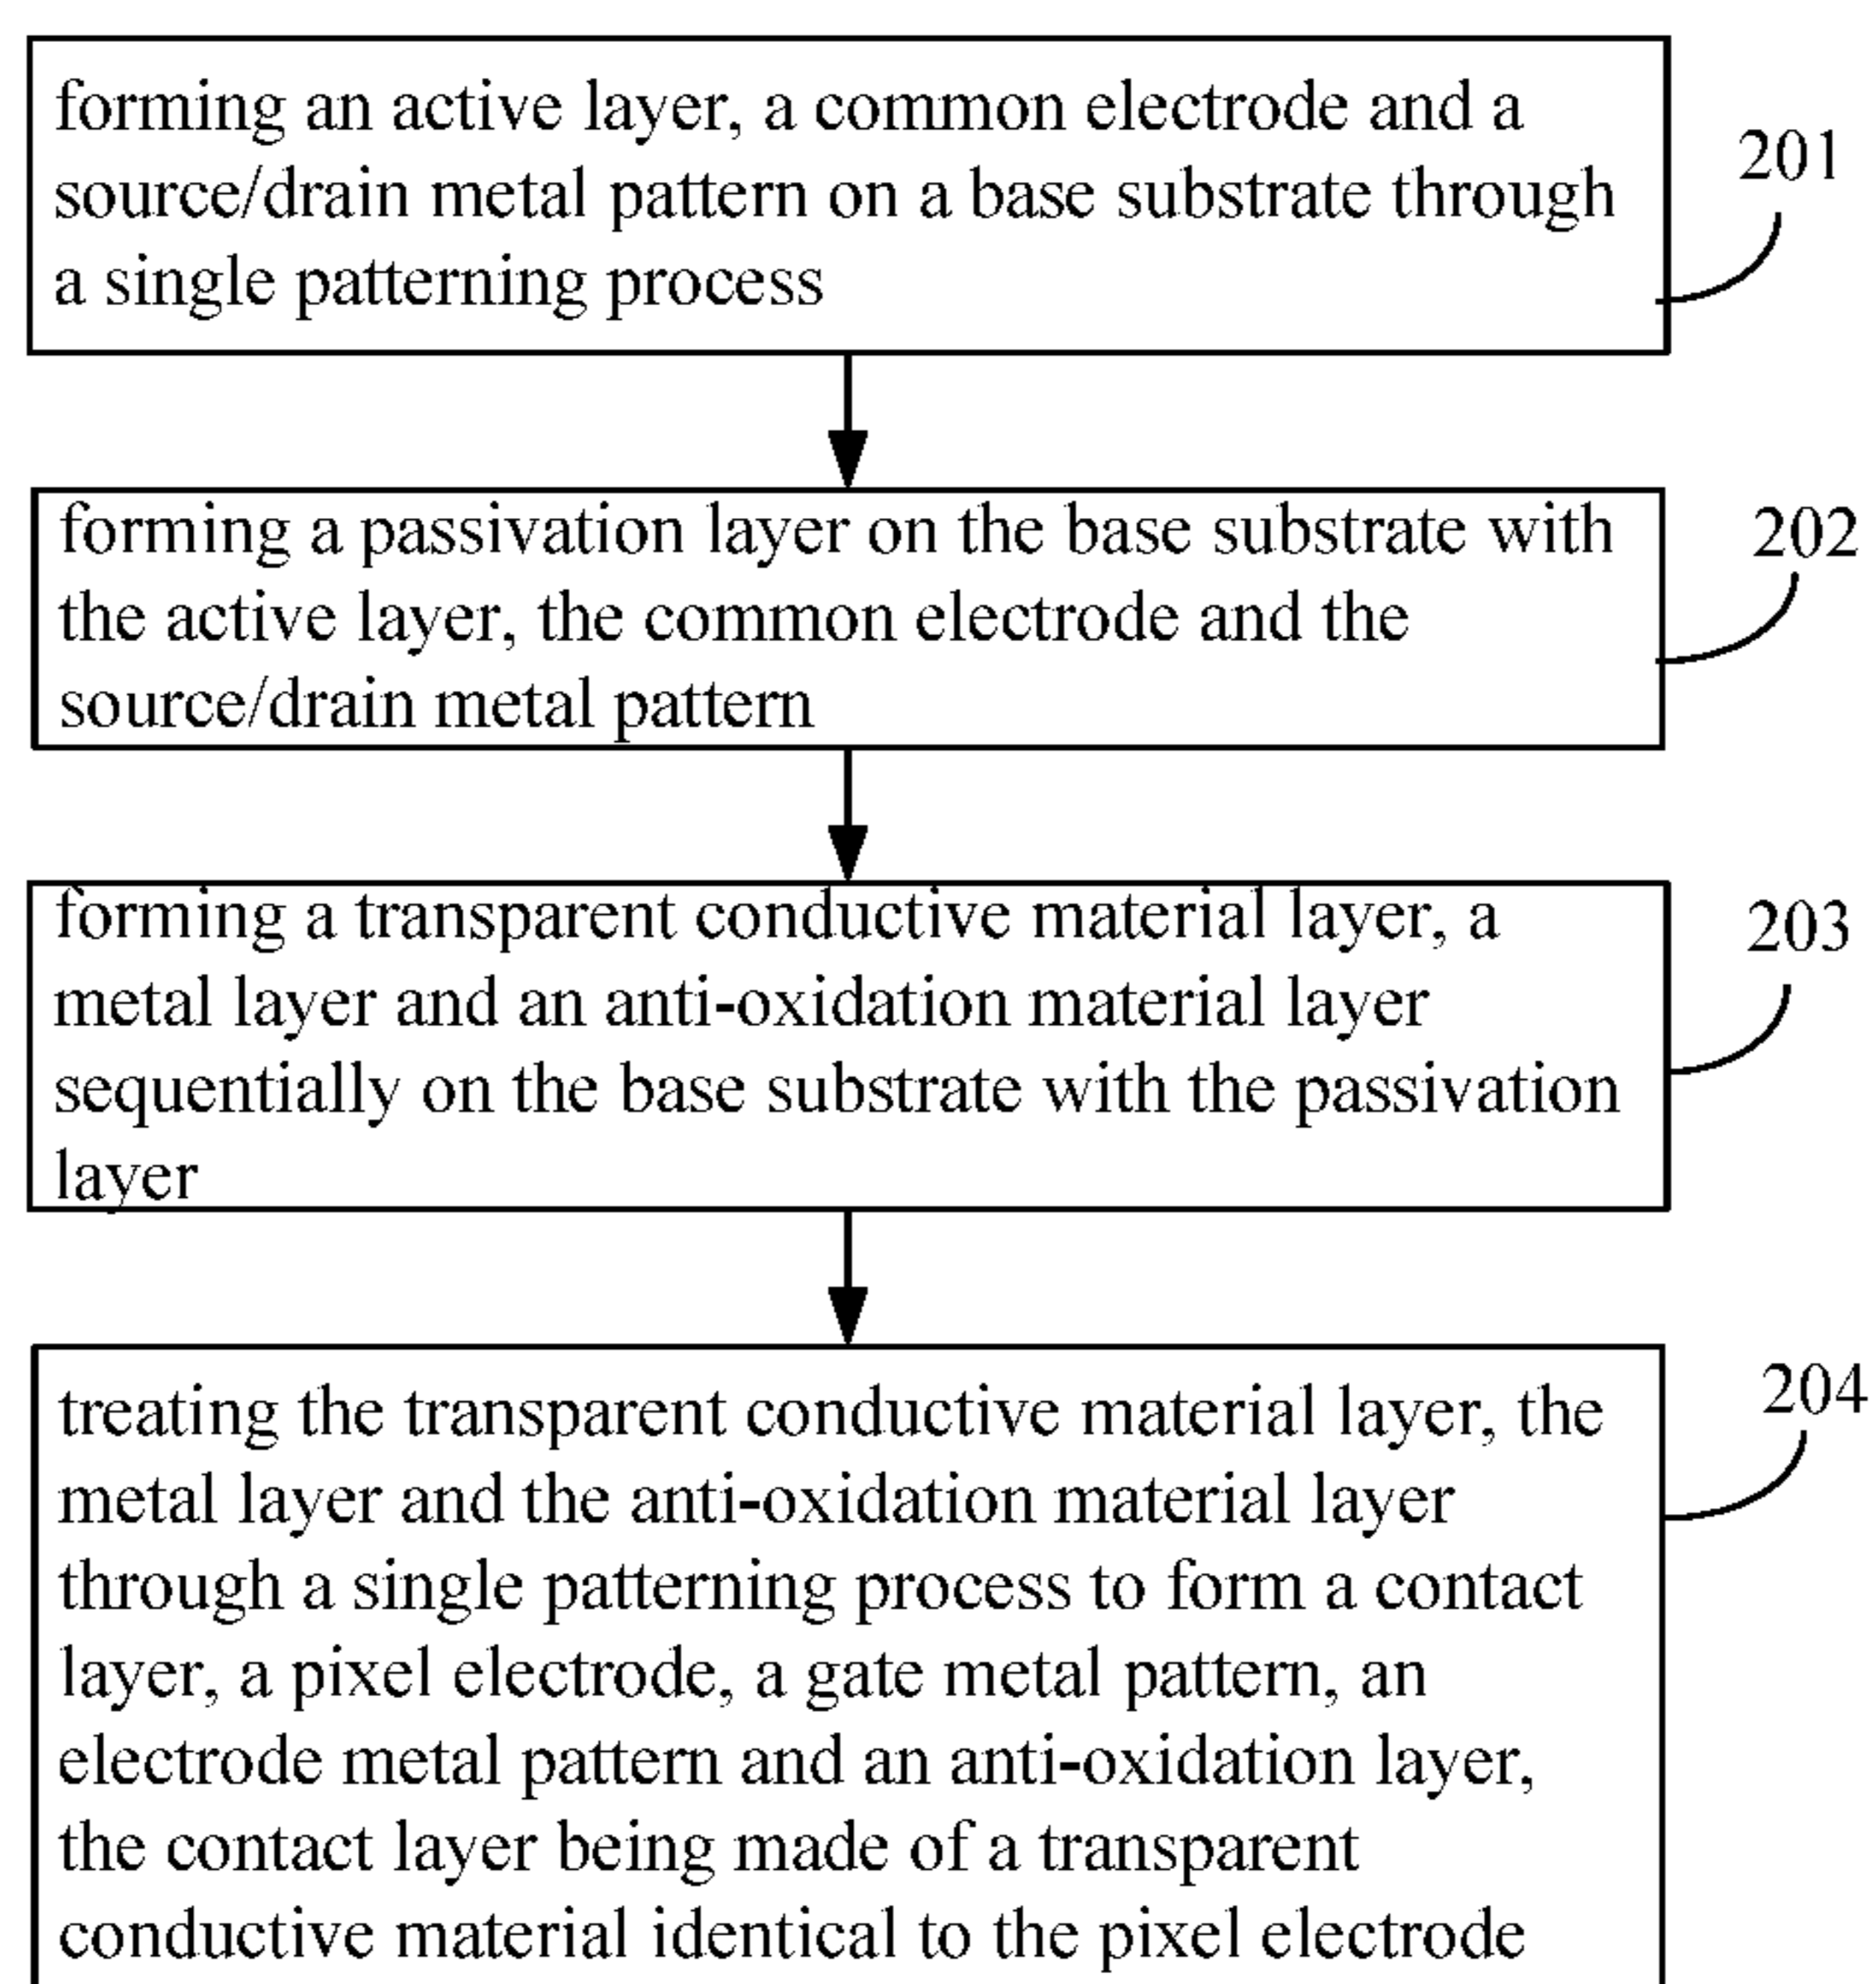 forming an active layer, a common electrode and a
source/drain metal pattern on a base substrate through
a single patterning process
201
forming a passivation layer on the base substrate with
the active layer, the common electrode and the
source/drain metal pattern
202
forming a transparent conductive material layer, a
metal layer and an anti-oxidation material layer
sequentially on the base substrate with the passivation
layer
203
treating the transparent conductive material layer, the
metal layer and the anti-oxidation material layer
through a single patterning process to form a contact
layer, a pixel electrode, a gate metal pattern, an
electrode metal pattern and an anti-oxidation layer,
the contact layer being made of a transparent
conductive material identical to the pixel electrode
204